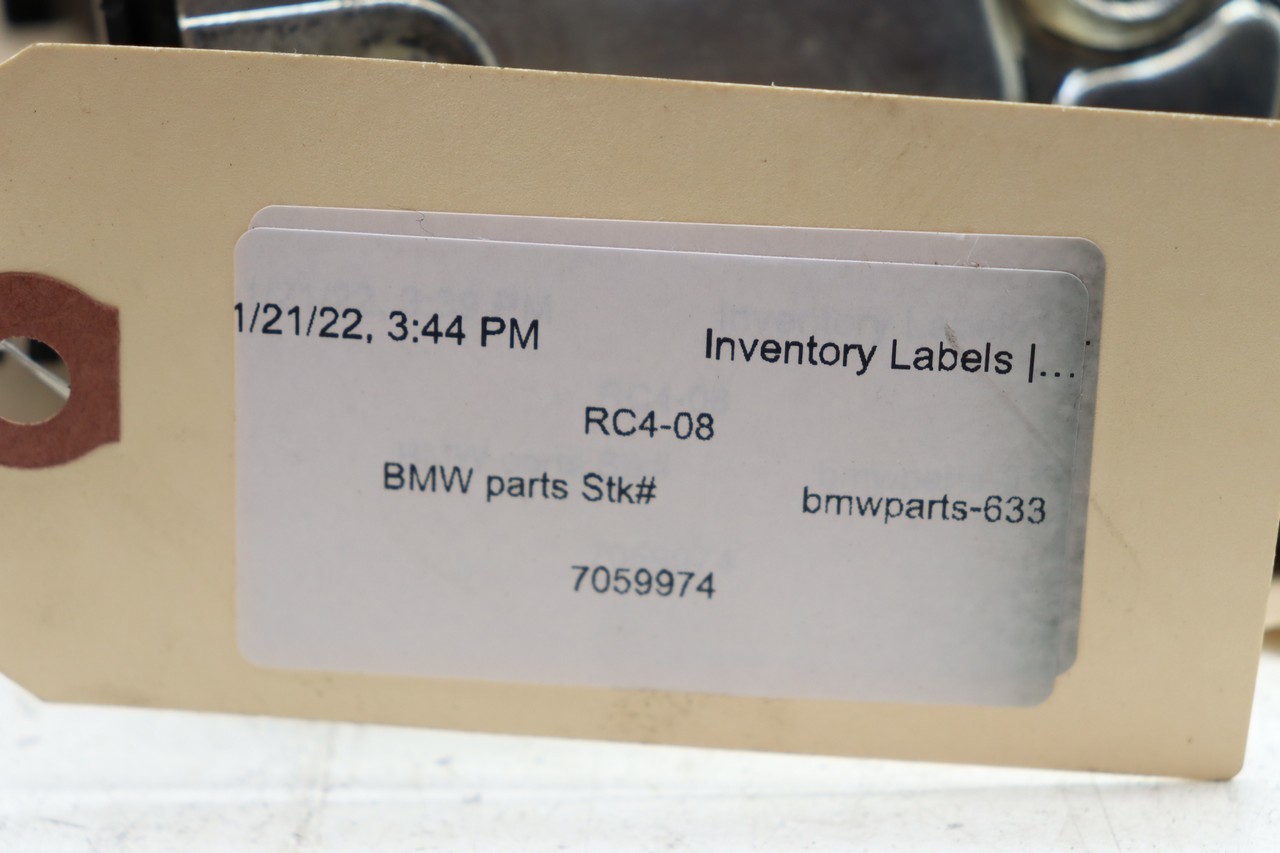 1/21/22, 3:44 PM Inventory Labels |...
RC4-08
BMW parts Stk# bmwparts-633
7059974